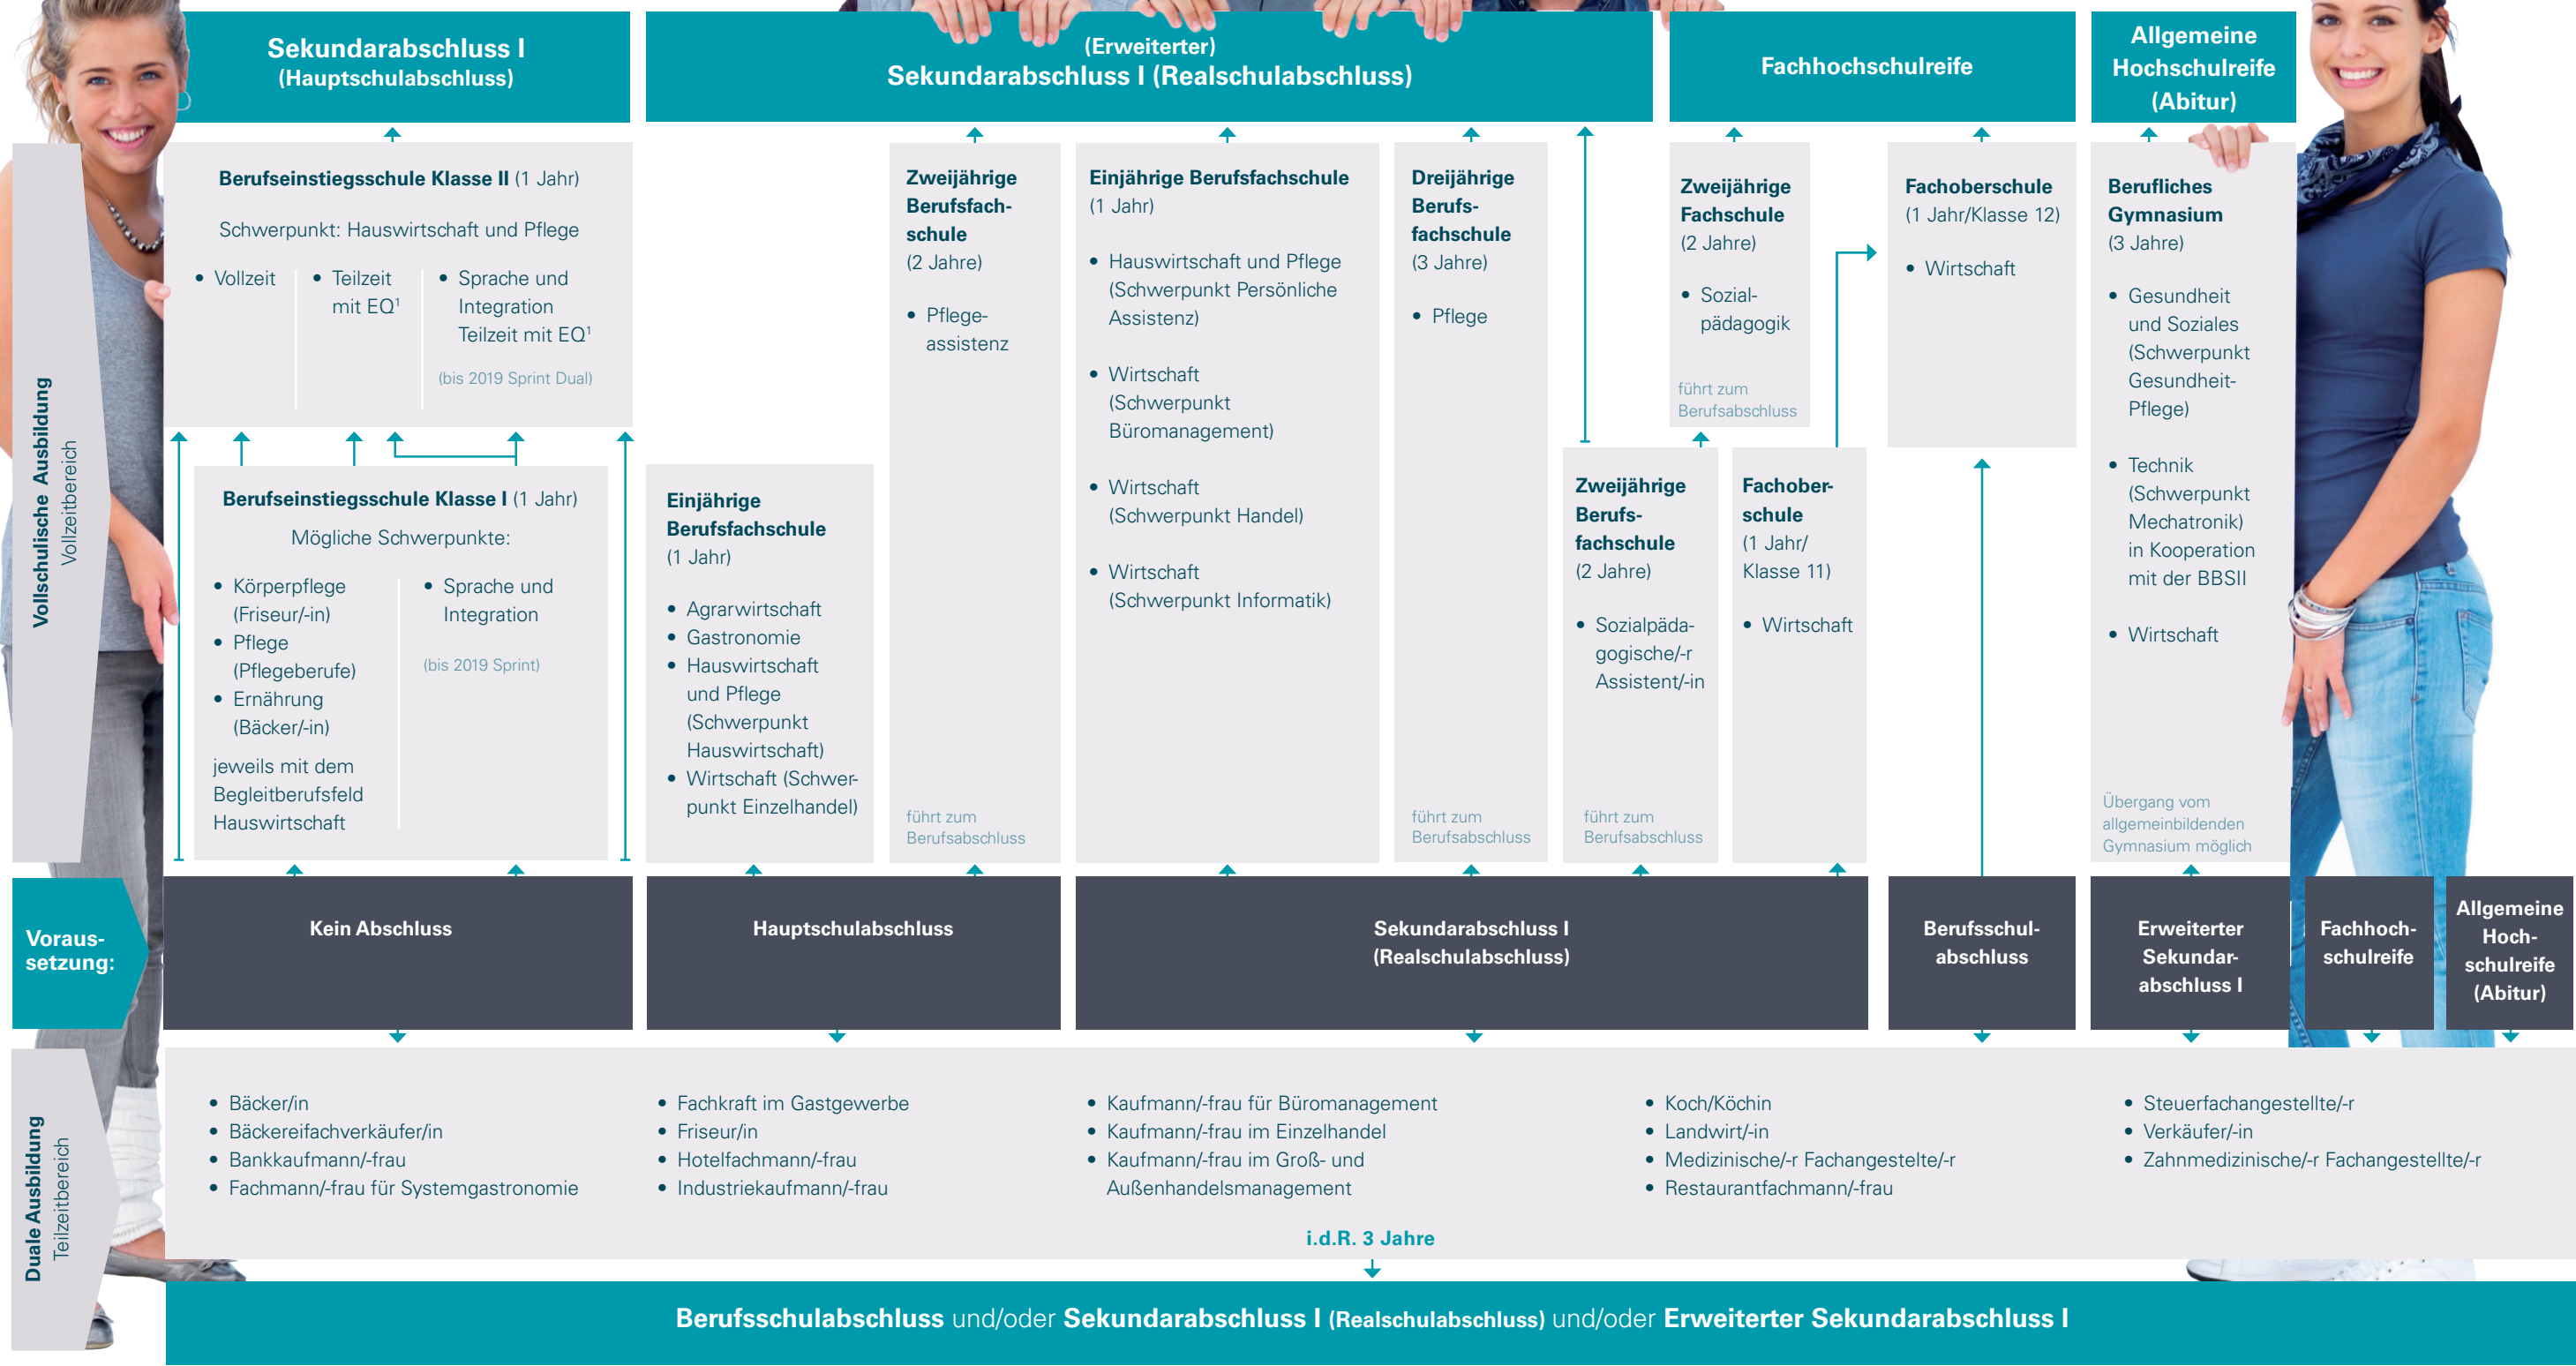 Sekundarabschluss I
(Hauptschulabschluss)
(Erweiterter)
Sekundarabschluss I (Realschulabschluss)
Fachhochschulreife
Allgemeine
Hochschulreife
(Abitur)
Vollschulische Ausbildung
Vollzeitbereich
Berufseinstiegsschule Klasse II (1 Jahr)
Schwerpunkt: Hauswirtschaft und Pflege
• Vollzeit
• Teilzeit
mit EQ¹
• Sprache und
Integration
Teilzeit mit EQ¹
(bis 2019 Sprint Dual)
Berufseinstiegsschule Klasse I (1 Jahr)
Mögliche Schwerpunkte:
• Körperpflege
(Friseur/-in)
• Pflege
(Pflegeberufe)
• Ernährung
(Bäcker/-in)
jeweils mit dem
Begleitberufsfeld
Hauswirtschaft
• Sprache und
Integration
(bis 2019 Sprint)
Einjährige
Berufsfachschule
(1 Jahr)
• Agrarwirtschaft
• Gastronomie
• Hauswirtschaft
und Pflege
(Schwerpunkt
Hauswirtschaft)
• Wirtschaft (Schwer-
punkt Einzelhandel)
Zweijährige
Berufsfach-
schule
(2 Jahre)
• Pflege-
assistenz
führt zum
Berufsabschluss
Einjährige Berufsfachschule
(1 Jahr)
• Hauswirtschaft und Pflege
(Schwerpunkt Persönliche
Assistenz)
• Wirtschaft
(Schwerpunkt
Büromanagement)
• Wirtschaft
(Schwerpunkt Handel)
• Wirtschaft
(Schwerpunkt Informatik)
Dreijährige
Berufs-
fachschule
(3 Jahre)
• Pflege
führt zum
Berufsabschluss
Zweijährige
Berufs-
fachschule
(2 Jahre)
• Sozialpäda-
gogische/-r
Assistent/-in
führt zum
Berufsabschluss
Zweijährige
Fachschule
(2 Jahre)
• Sozial-
pädagogik
führt zum
Berufsabschluss
Fachober-
schule
(1 Jahr/
Klasse 11)
• Wirtschaft
Fachoberschule
(1 Jahr/Klasse 12)
• Wirtschaft
Berufliches
Gymnasium
(3 Jahre)
• Gesundheit
und Soziales
(Schwerpunkt
Gesundheit-
Pflege)
• Technik
(Schwerpunkt
Mechatronik)
in Kooperation
mit der BBSII
• Wirtschaft
Übergang vom
allgemeinbildenden
Gymnasium möglich
Voraus-
setzung:
Kein Abschluss
Hauptschulabschluss
Sekundarabschluss I
(Realschulabschluss)
Berufsschul-
abschluss
Erweiterter
Sekundar-
abschluss I
Fachhoch-
schulreife
Allgemeine
Hoch-
schulreife
(Abitur)
Duale Ausbildung
Teilzeitbereich
• Bäcker/in
• Bäckereifachverkäufer/in
• Bankkaufmann/-frau
• Fachmann/-frau für Systemgastronomie
• Fachkraft im Gastgewerbe
• Friseur/in
• Hotelfachmann/-frau
• Industriekaufmann/-frau
• Kaufmann/-frau für Büromanagement
• Kaufmann/-frau im Einzelhandel
• Kaufmann/-frau im Groß- und
Außenhandelsmanagement
• Koch/Köchin
• Landwirt/-in
• Medizinische/-r Fachangestelte/-r
• Restaurantfachmann/-frau
• Steuerfachangestellte/-r
• Verkäufer/-in
• Zahnmedizinische/-r Fachangestellte/-r
i.d.R. 3 Jahre
Berufsschulabschluss und/oder Sekundarabschluss I (Realschulabschluss) und/oder Erweiterter Sekundarabschluss I